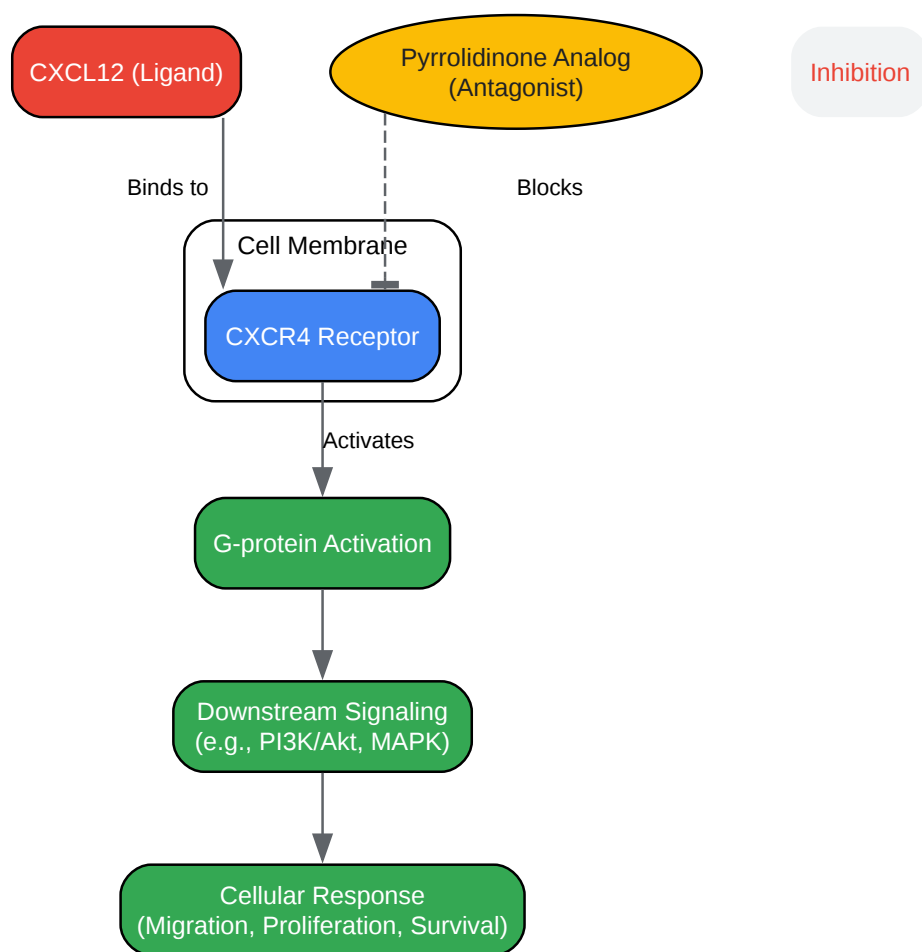 CXCL12 (Ligand)
Pyrrolidinone Analog
(Antagonist)
Inhibition
Binds to
Blocks
Cell Membrane
CXCR4 Receptor
Activates
G-protein Activation
Downstream Signaling
(e.g., PI3K/Akt, MAPK)
Cellular Response
(Migration, Proliferation, Survival)